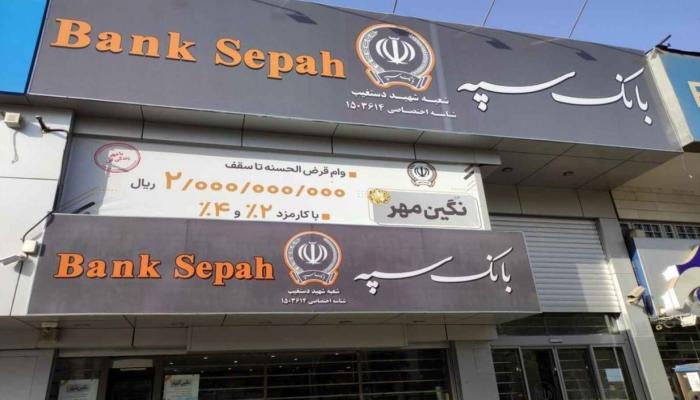 Bank Sepah
بانک سپه
شعبه شهید دستغیب
شناسه اختصاصی ۱۵۰۳۶۱۴
وام قرض الحسنه تا سقف
۲/۰۰۰/۰۰۰/۰۰۰ ریال
با کارمزد ۲٪ و ۴٪
نگین مهر
Bank Sepah
بانک سپه
شعبه شهید دستغیب
شناسه اختصاصی ۱۵۰۳۶۱۴